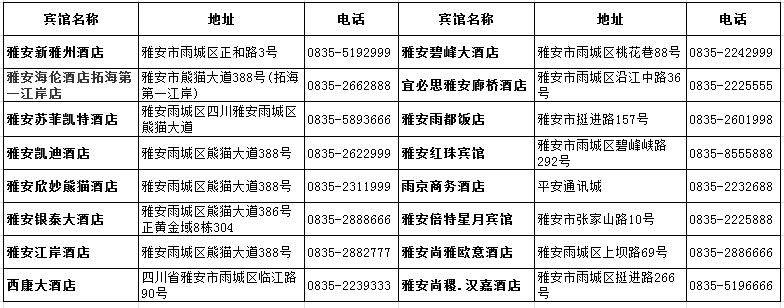 宾馆名称 地址 电话 宾馆名称 地址 电话
雅安新雅州酒店 雅安市雨城区正和路3号 0835-5192999 雅安碧峰大酒店 雅安市雨城区桃花巷88号 0835-2242999
雅安海伦酒店拓海第 雅安市熊猫大道388号(拓海 0835-2662888 宜必思雅安廊桥酒店 雅安市雨城区沿江中路36 0835-2225555
一江岸店 第一江岸) 号
雅安苏菲凯特酒店 雅安雨城区四川雅安雨城区 0835-5893666 雅安雨都饭店 雅安市挺进路157号 0835-2601998
熊猫大道
雅安凯迪酒店 雅安雨城区熊猫大道388号 0835-2622999 雅安红珠宾馆 雅安市雨城区碧峰峡路 0835-8555888
292号
雅安欣妙熊猫酒店 雅安雨城区熊猫大道388号 0835-2311999 雨京商务酒店 平安通讯城 0835-2232688
雅安银泰大酒店 雅安雨城区熊猫大道386号 0835-2888666 雅安倍特星月宾馆 雅安市张家山路10号 0835-2225888
正黄金域8栋304
雅安江岸酒店 雅安雨城区熊猫大道388号 0835-2882777 雅安尚雅欧意酒店 雅安雨城区上坝路69号 0835-2886666
西康大酒店 四川省雅安市雨城区临江路 0835-2239333 雅安尚稷.汉嘉酒店 雅安市雨城区挺进路266 0835-5196666
90号 号